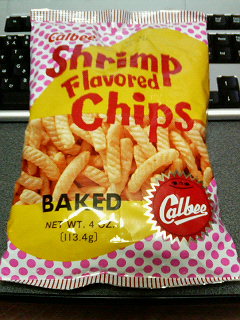 Calbee
Shrimp
Flavored
Chips
BAKED
NET WT. 4 OZ.
(113.4g)
Calbee